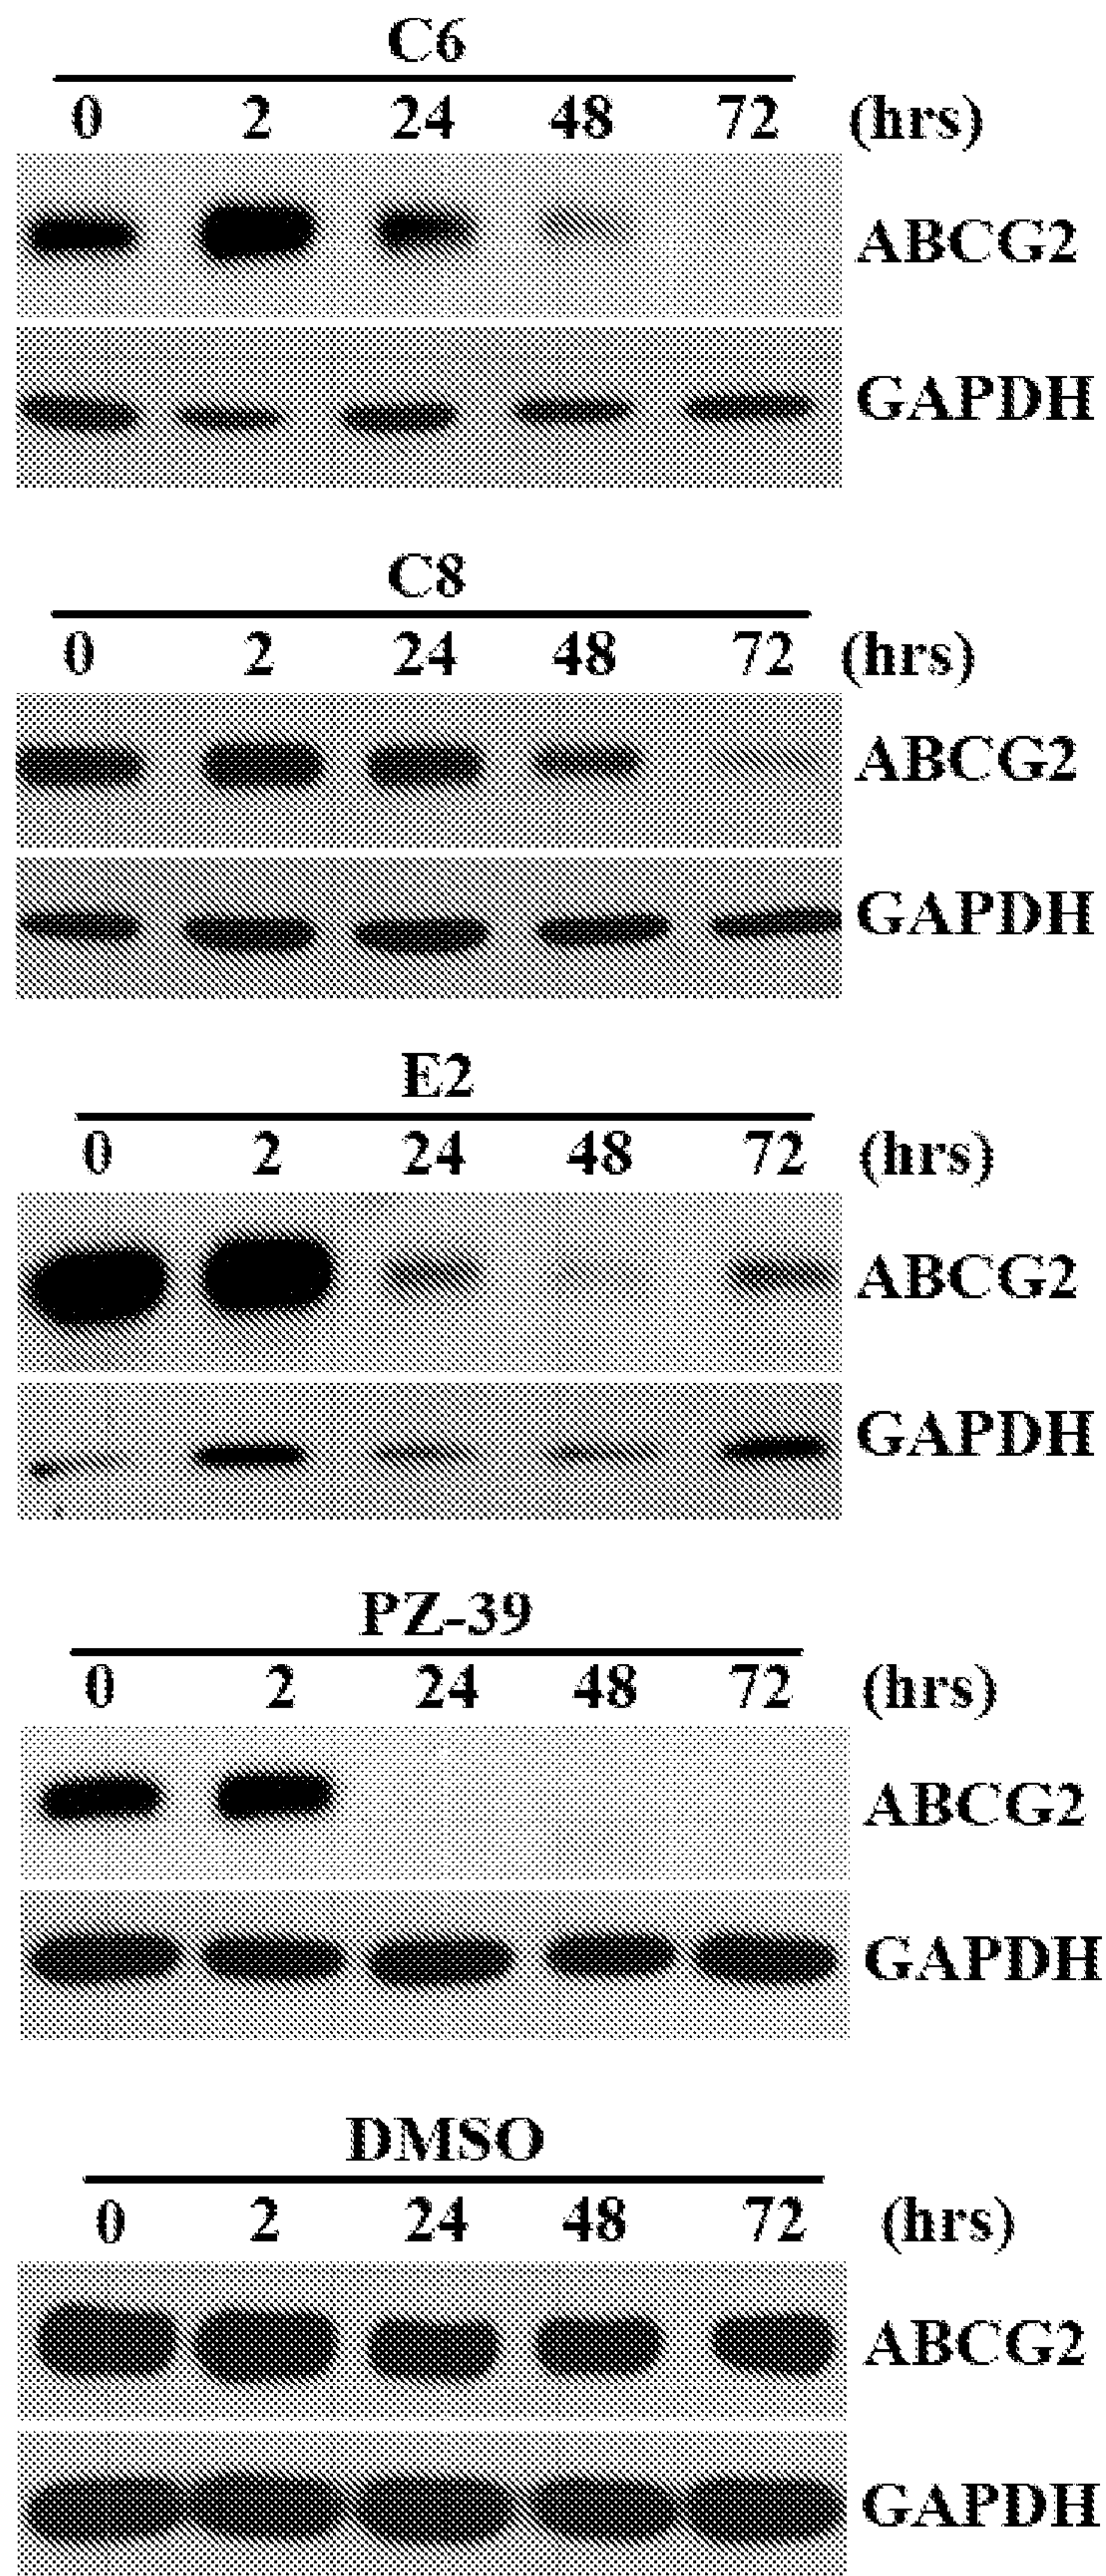 C6
0 2 24 48 72 (hrs)
ABCG2
GAPDH
C8
0 2 24 48 72 (hrs)
ABCG2
GAPDH
E2
0 2 24 48 72 (hrs)
ABCG2
GAPDH
PZ-39
0 2 24 48 72 (hrs)
ABCG2
GAPDH
DMSO
0 2 24 48 72 (hrs)
ABCG2
GAPDH